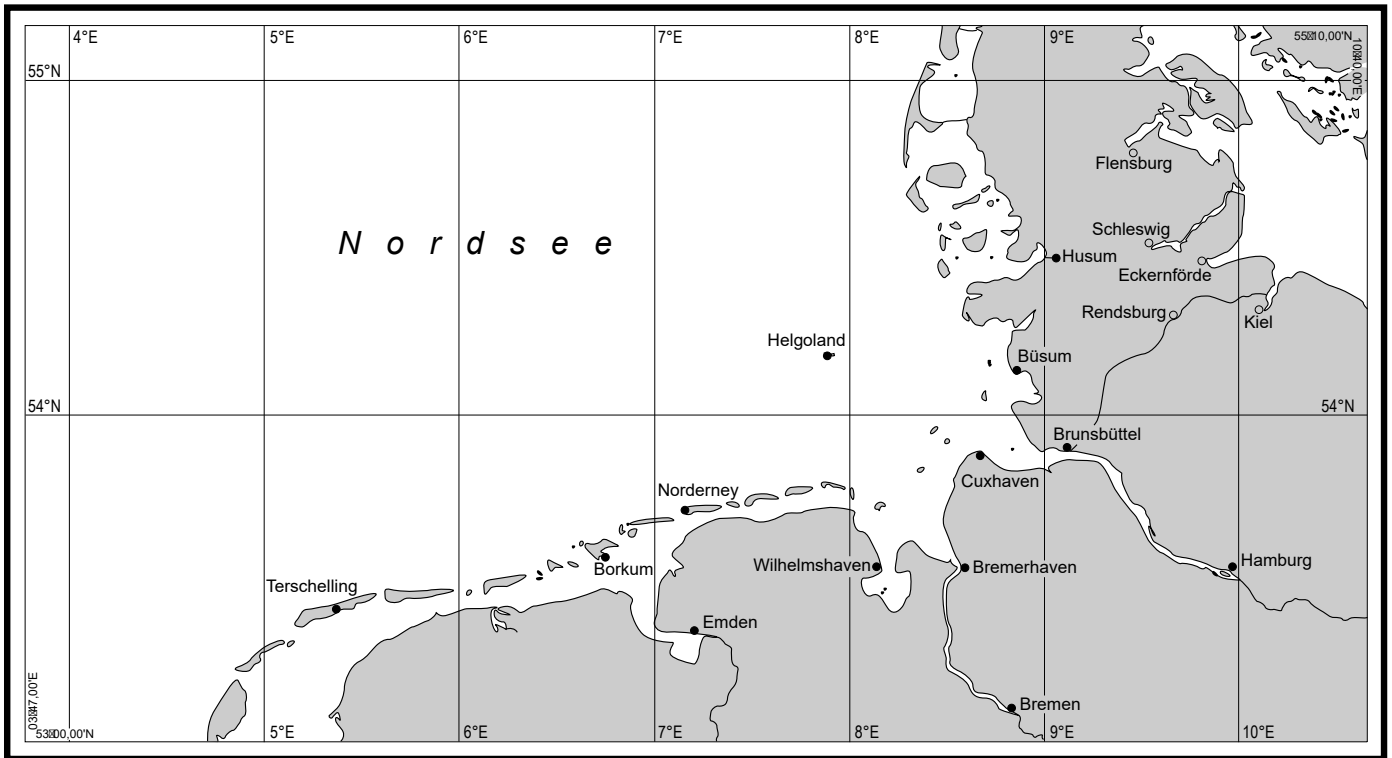 4°E 5°E 6°E 7°E 8°E 9°E
55°N
Flensburg
Schleswig
Nordsee
Husum
Eckernförde
Rendsburg
Kiel
Helgoland
Büsum
54°N 54°N
Brunsbüttel
Cuxhaven
Norderney
Hamburg
Wilhelmshaven
Bremerhaven
Borkum
Terschelling
Emden
Bremen
5°E 6°E 7°E 8°E 9°E 10°E